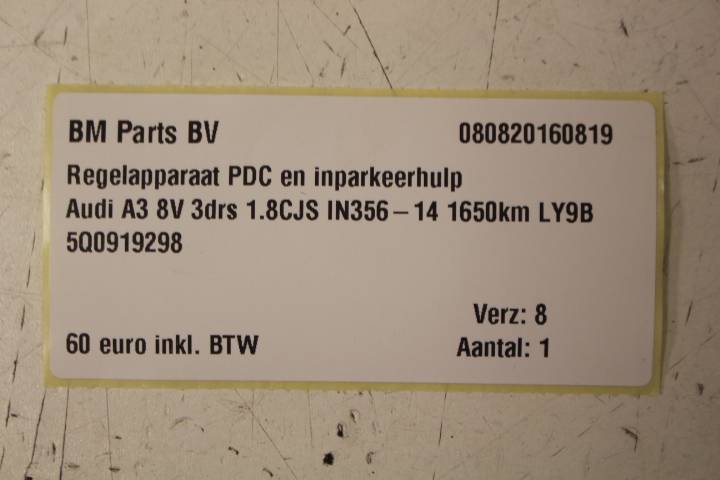 BM Parts BV 080820160819
Regelapparaat PDC en inparkeerhulp
Audi A3 8V 3drs 1.8CJS IN356 – 14 1650km LY9B
5Q0919298
Verz: 8
60 euro inkl. BTW Aantal: 1